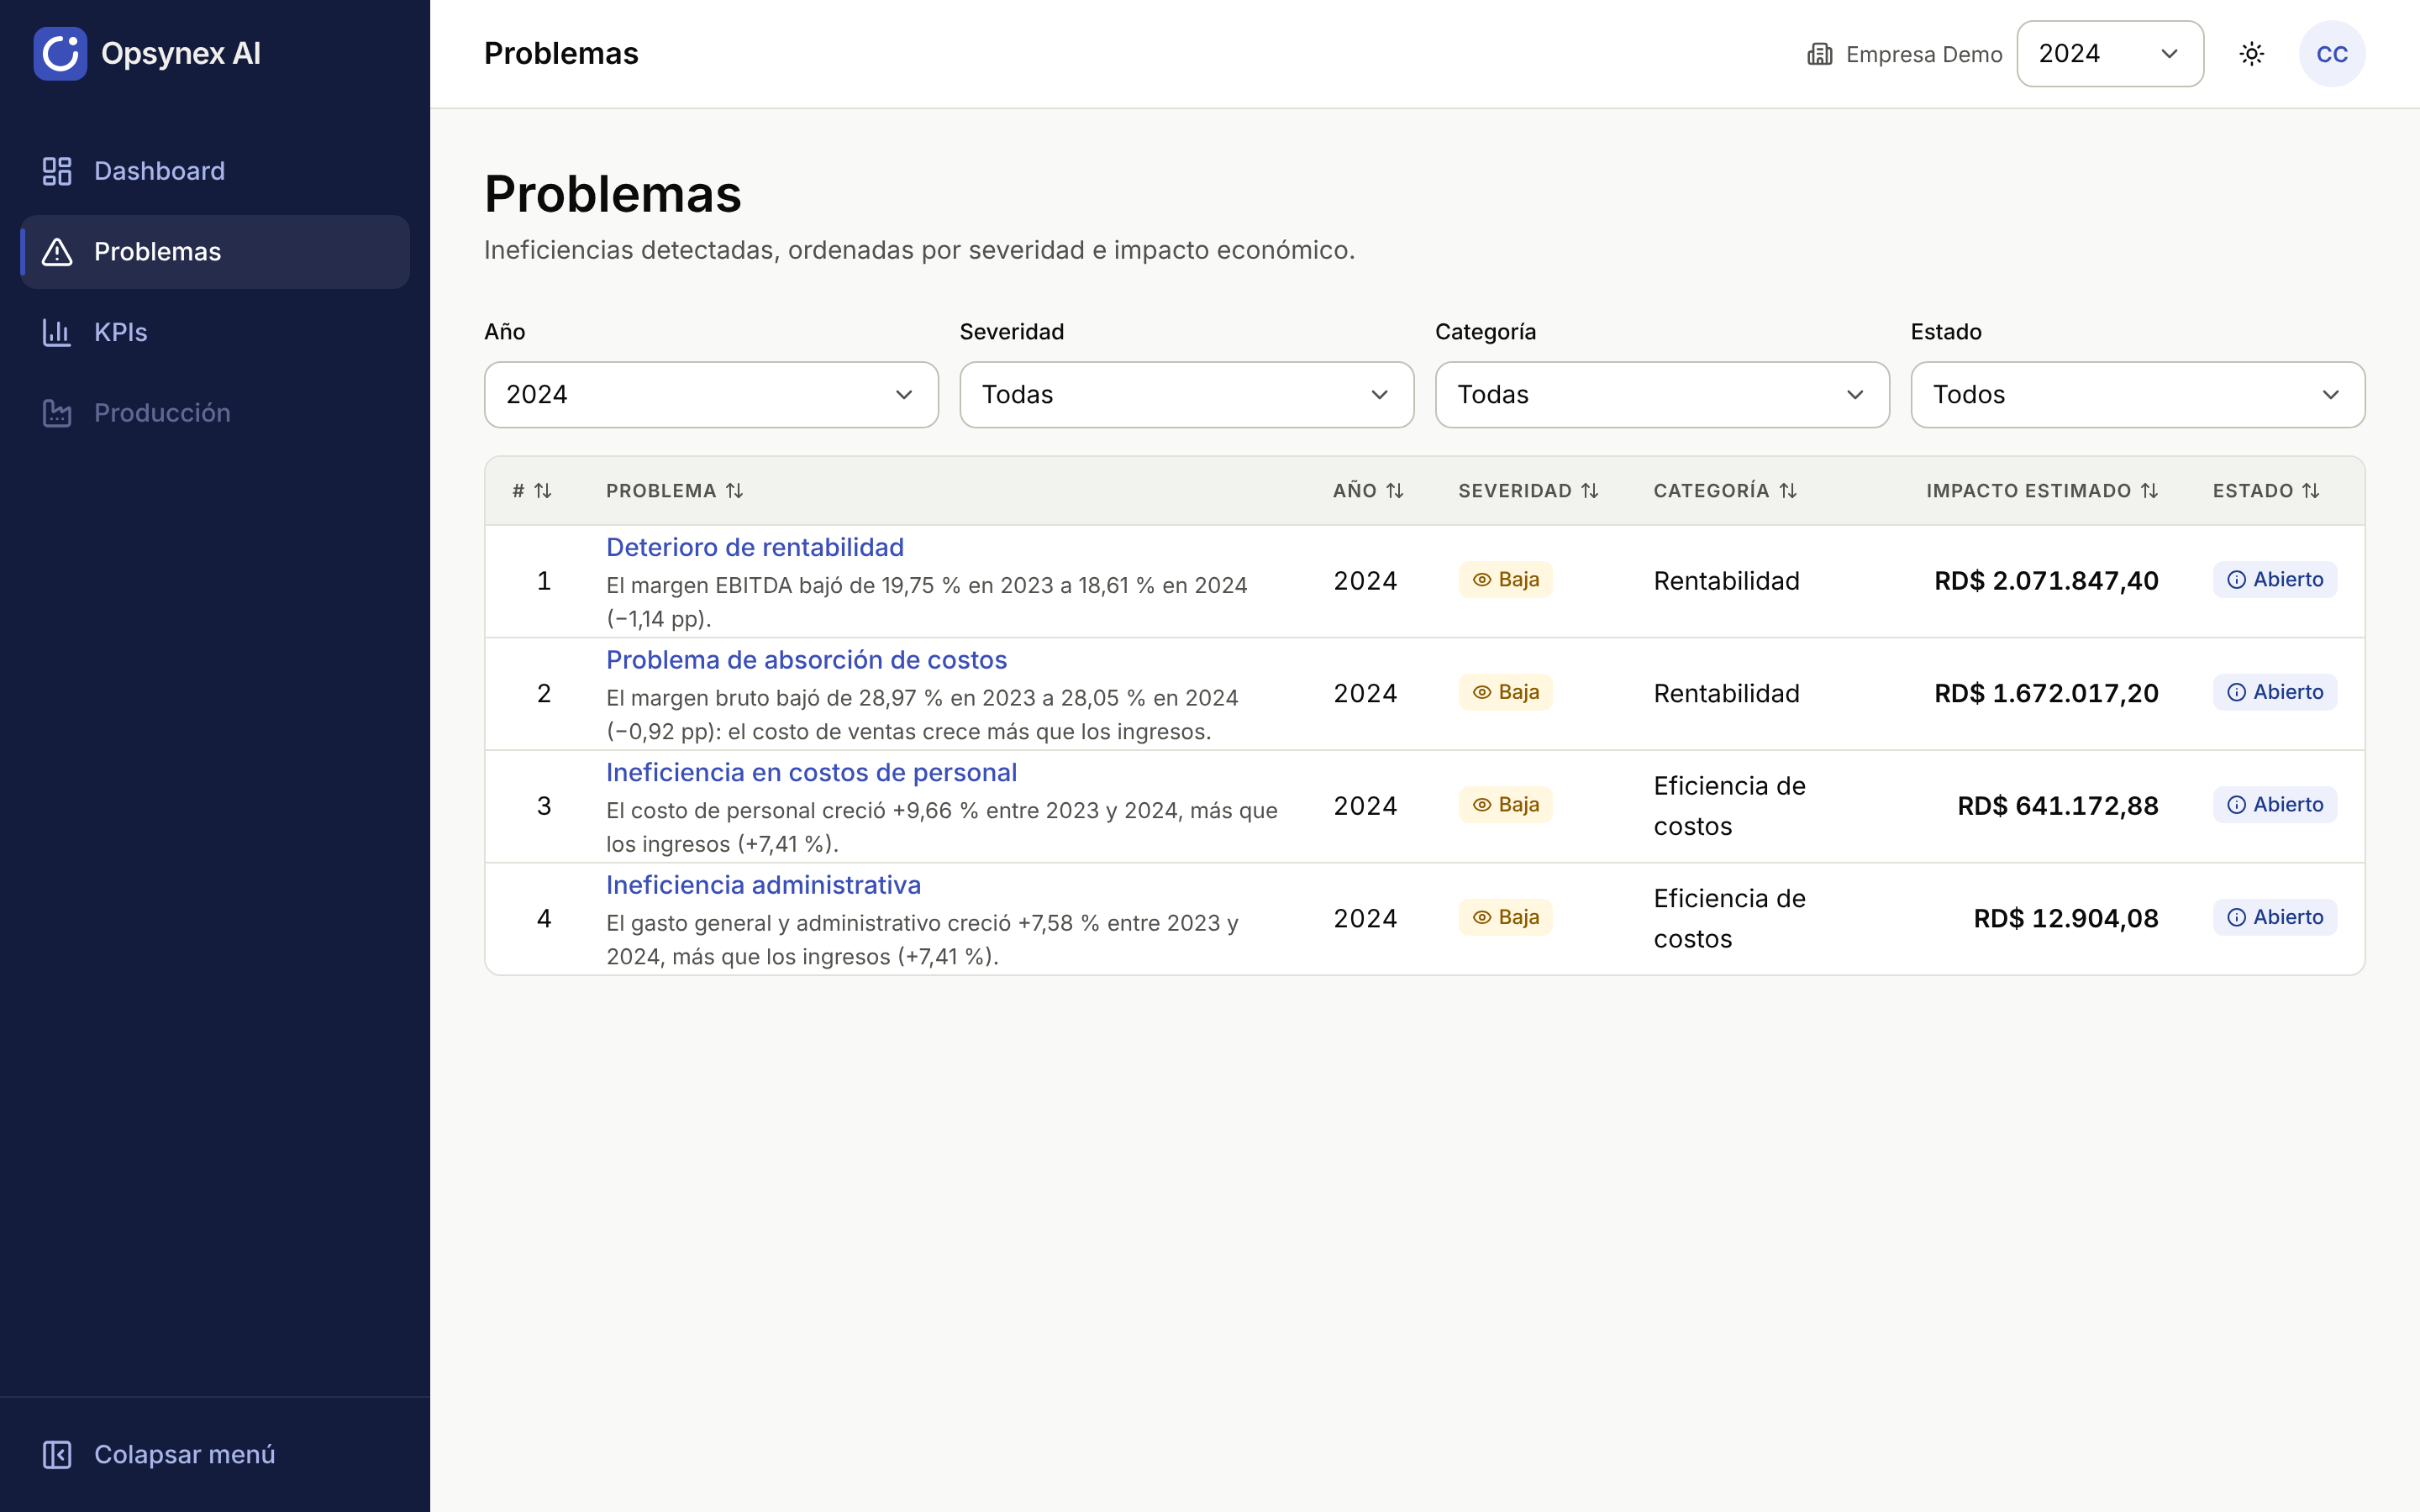 Opsynex AI
Dashboard
Problemas
KPIs
Producción
Colapsar menú
Problemas
Empresa Demo
2024
CC
Problemas
Ineficiencias detectadas, ordenadas por severidad e impacto económico.
Año
Severidad
Categoría
Estado
2024
Todas
Todas
Todos
# PROBLEMA AÑO SEVERIDAD CATEGORÍA IMPACTO ESTIMADO ESTADO
1
Deterioro de rentabilidad
El margen EBITDA bajó de 19,75 % en 2023 a 18,61 % en 2024
(−1,14 pp).
2024
Baja
Rentabilidad
RD$ 2.071.847,40
Abierto
2
Problema de absorción de costos
El margen bruto bajó de 28,97 % en 2023 a 28,05 % en 2024
(−0,92 pp): el costo de ventas crece más que los ingresos.
2024
Baja
Rentabilidad
RD$ 1.672.017,20
Abierto
3
Ineficiencia en costos de personal
El costo de personal creció +9,66 % entre 2023 y 2024, más que
los ingresos (+7,41 %).
2024
Baja
Eficiencia de
costos
RD$ 641.172,88
Abierto
4
Ineficiencia administrativa
El gasto general y administrativo creció +7,58 % entre 2023 y
2024, más que los ingresos (+7,41 %).
2024
Baja
Eficiencia de
costos
RD$ 12.904,08
Abierto